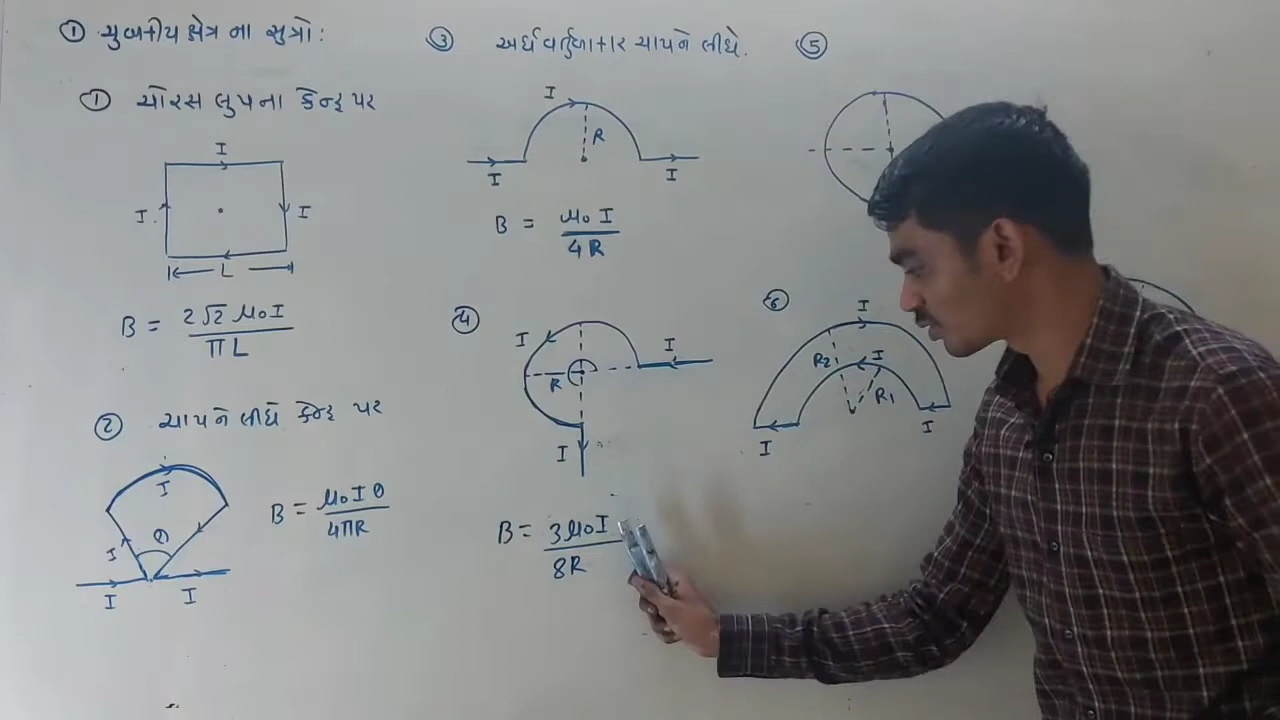 ① ચુંબકીય ક્ષેત્ર ના સુત્રો:
① ચોરસ લુપના કેન્દ્ર પર
I
I
I
L
B = 2√2 μ₀I / πL
② ચાપને લીધે કેન્દ્ર પર
I
I
θ
I
I
B = μ₀Iθ / 4πR
③ અર્ધવર્તુળાકાર ચાપને લીધે.
I
R
I
I
B = μ₀ I / 4R
④
I
I
R
I
B = 3μ₀I / 8R
⑤
⑥
I
I
R₂
R₁
I
I